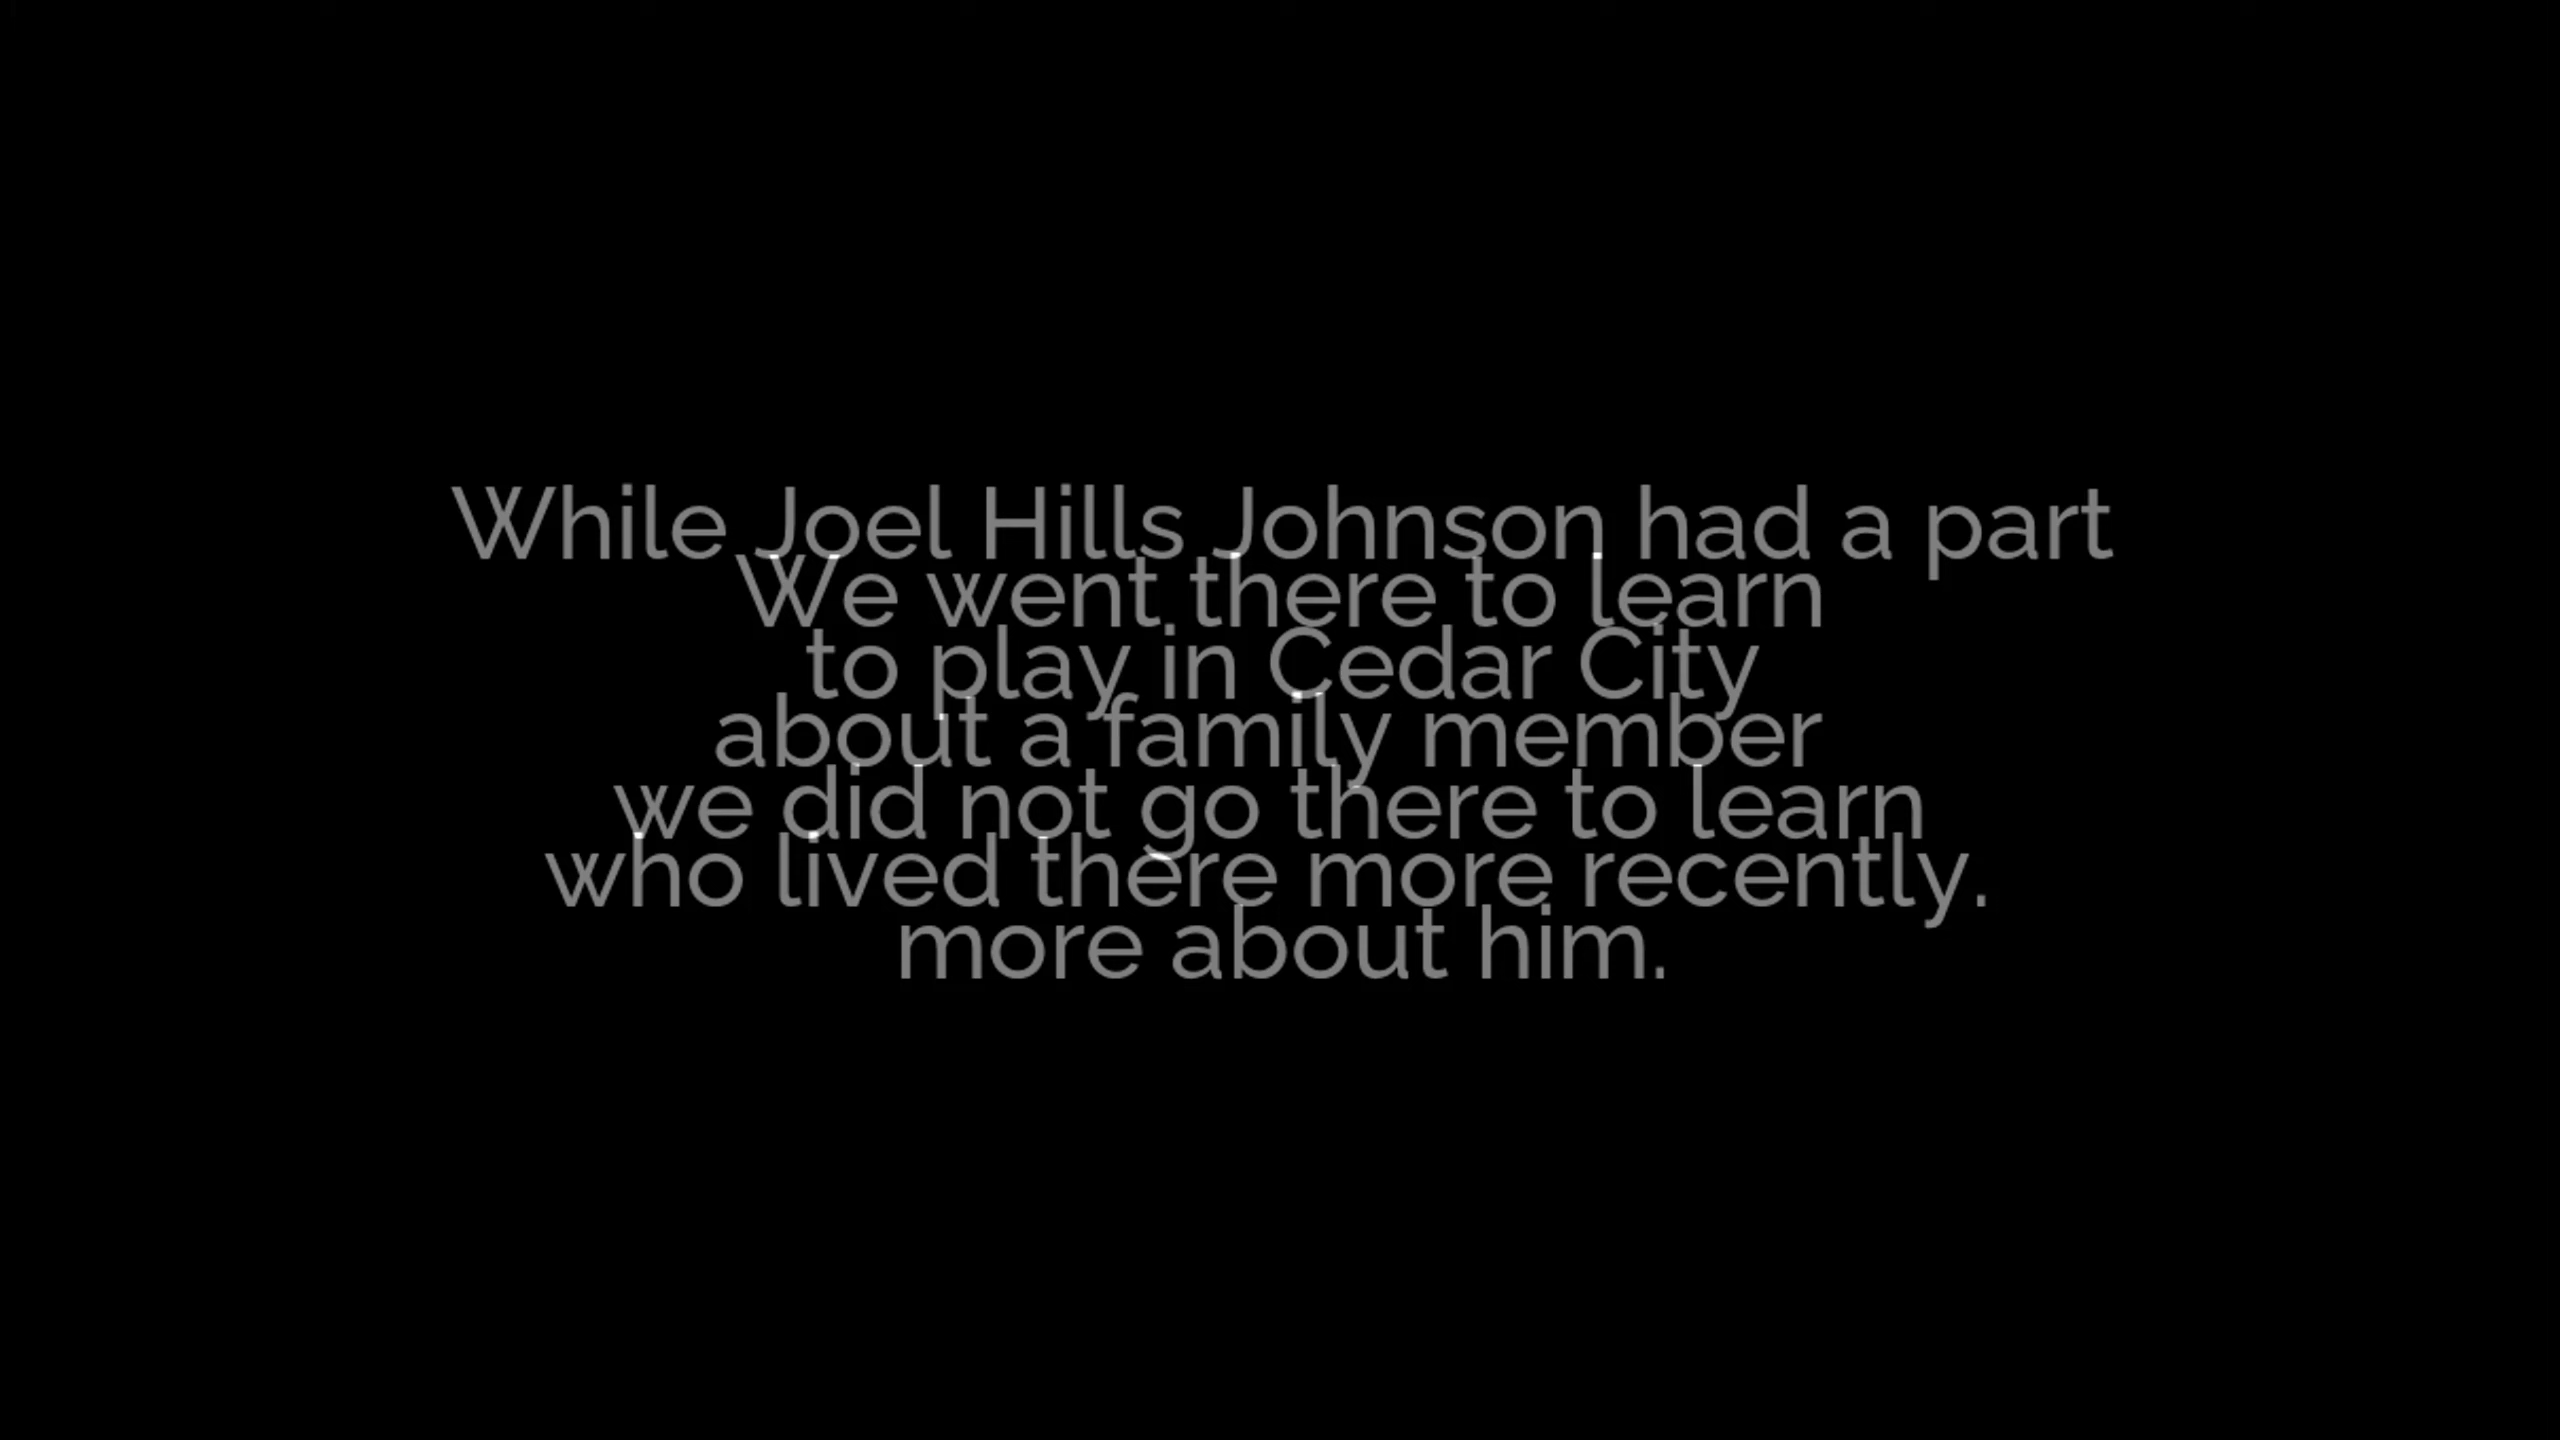 While Joel Hills Johnson had a part
We went there to learn
to play in Cedar City
about a family member
we did not go there to learn
who lived there more recently.
more about him.